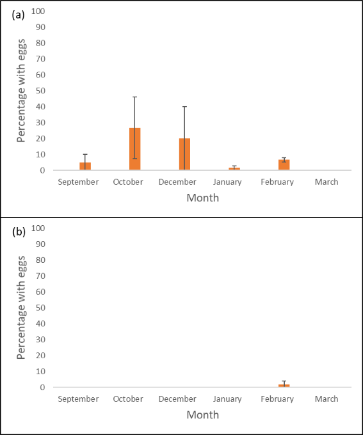 (a)
Percentage with eggs
100
90
80
70
60
50
40
30
20
10
0
September October December January February March
Month
(b)
Percentage with eggs
100
90
80
70
60
50
40
30
20
10
0
September October December January February March
Month